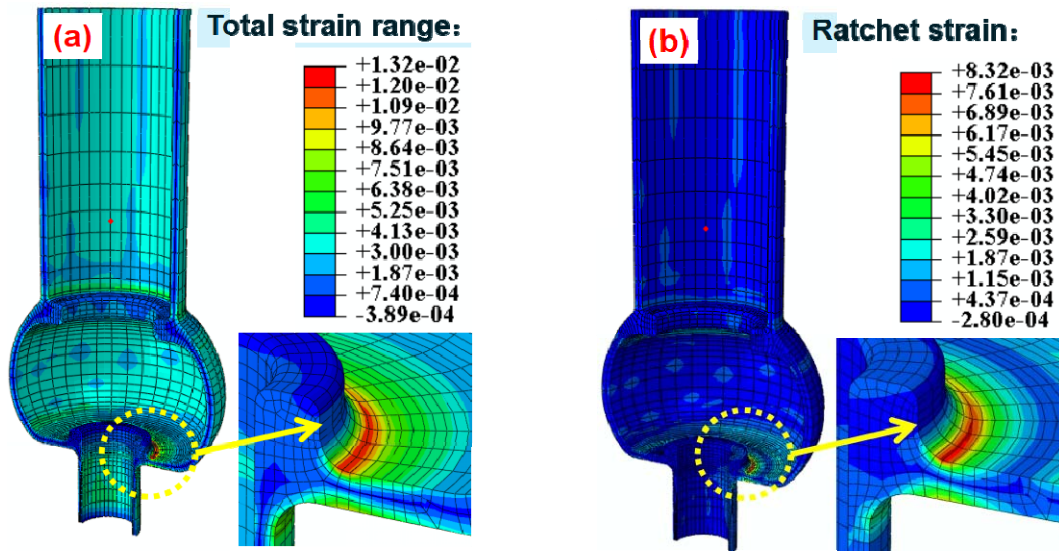 (a)
Total strain range:
+1.32e-02
+1.20e-02
+1.09e-02
+9.77e-03
+8.64e-03
+7.51e-03
+6.38e-03
+5.25e-03
+4.13e-03
+3.00e-03
+1.87e-03
+7.40e-04
-3.89e-04
(b)
Ratchet strain:
+8.32e-03
+7.61e-03
+6.89e-03
+6.17e-03
+5.45e-03
+4.74e-03
+4.02e-03
+3.30e-03
+2.59e-03
+1.87e-03
+1.15e-03
+4.37e-04
-2.80e-04